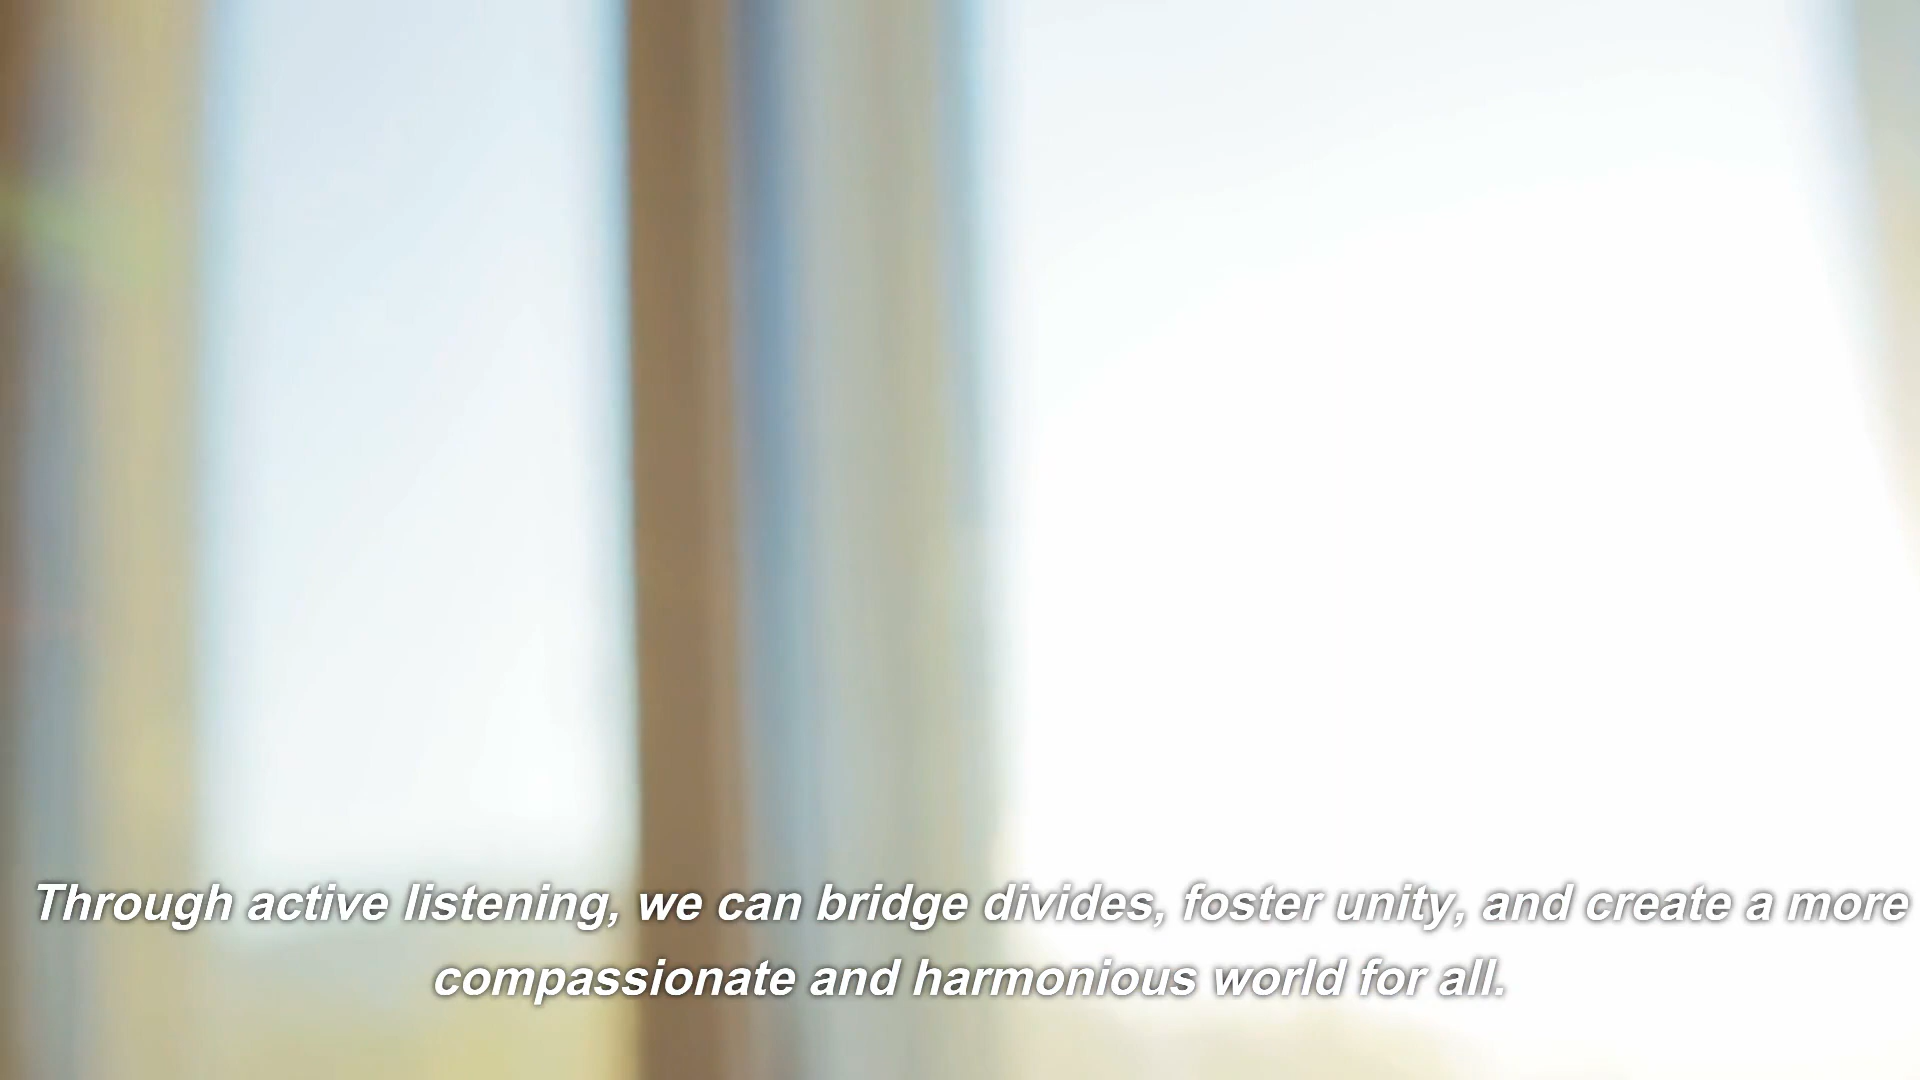 Through active listening, we can bridge divides, foster unity, and create a more
compassionate and harmonious world for all.